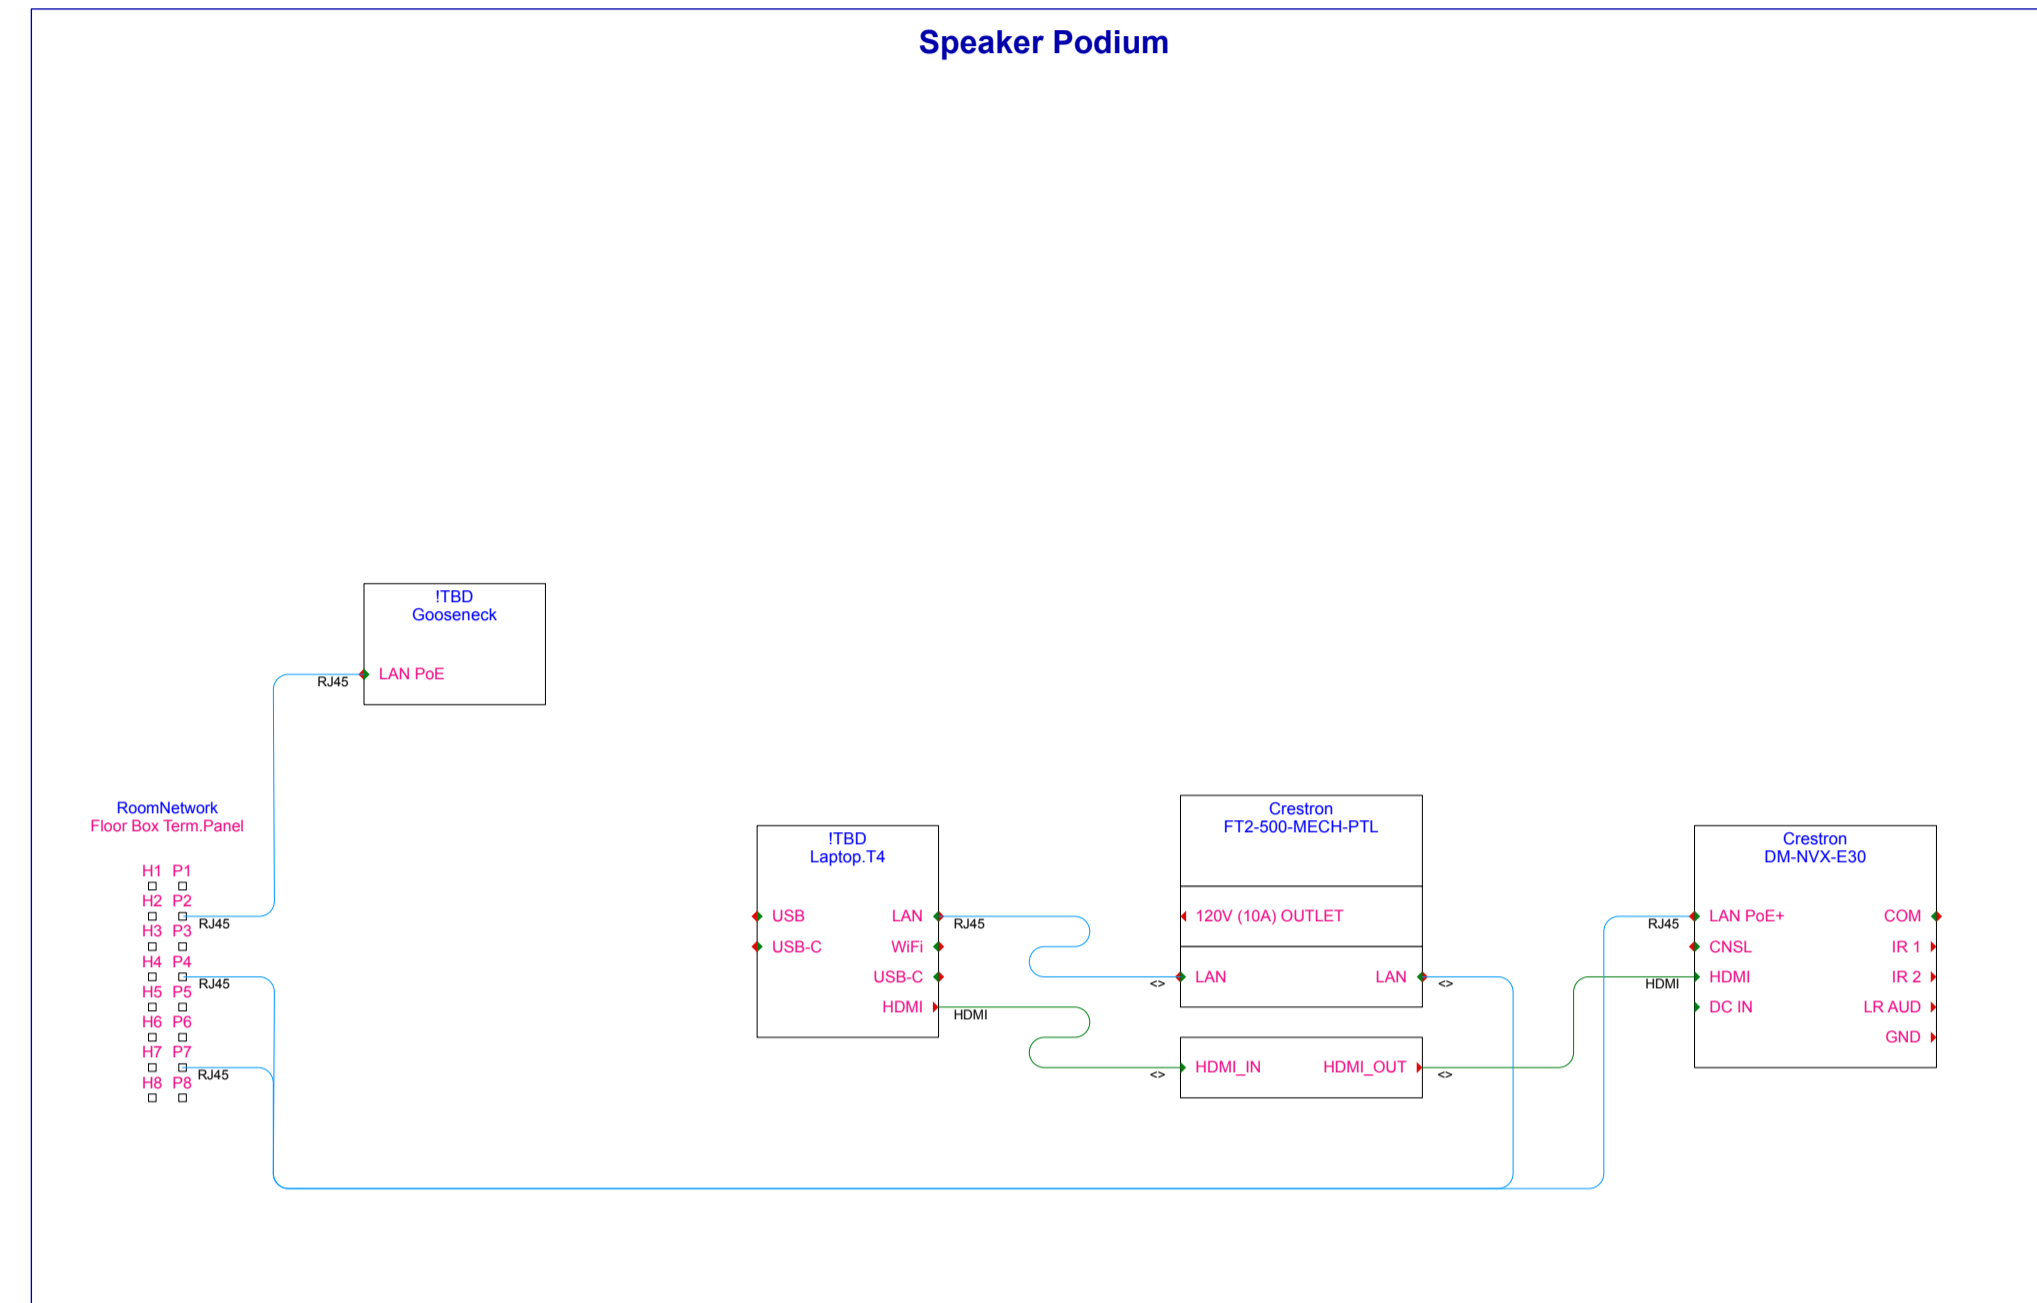 Speaker Podium
!TBD
Gooseneck
LAN PoE
RJ45
RoomNetwork
Floor Box Term.Panel
H1 P1
H2 P2
RJ45
H3 P3
H4 P4
RJ45
H5 P5
H6 P6
H7 P7
RJ45
H8 P8
!TBD
Laptop.T4
USB LAN
RJ45
USB-C WiFi
USB-C
HDMI
HDMI
Crestron
FT2-500-MECH-PTL
120V (10A) OUTLET
LAN LAN
<> <>
HDMI_IN HDMI_OUT
<> <>
Crestron
DM-NVX-E30
RJ45
LAN PoE+ COM
CNSL IR 1
HDMI
HDMI IR 2
DC IN LR AUD
GND